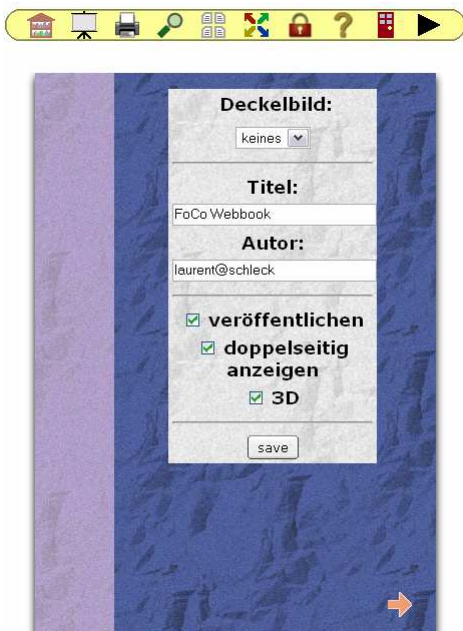 Deckelbild:
keines
Titel:
FoCo Webbook
Autor:
laurent@schleck
veröffentlichen
doppelseitig
anzeigen
3D
save